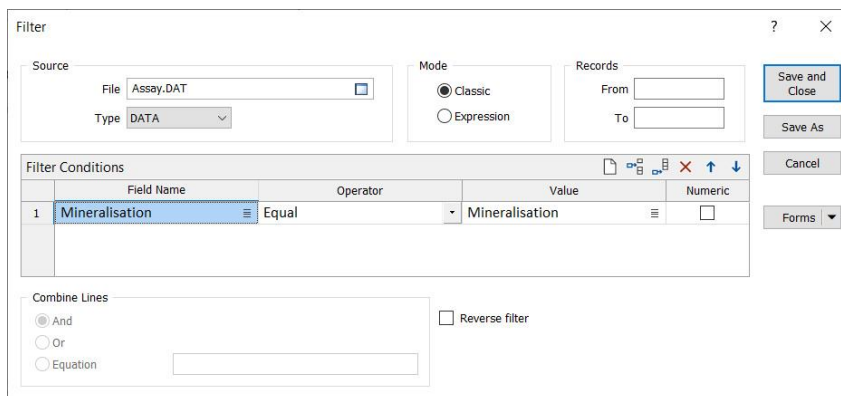 Filter
?
Source
File Assay.DAT
Type DATA
Mode
Classic
Expression
Records
From
To
Save and
Close
Save As
Cancel
Forms
Filter Conditions
Field Name Operator Value Numeric
1 Mineralisation Equal Mineralisation
Combine Lines
And
Or
Equation
Reverse filter